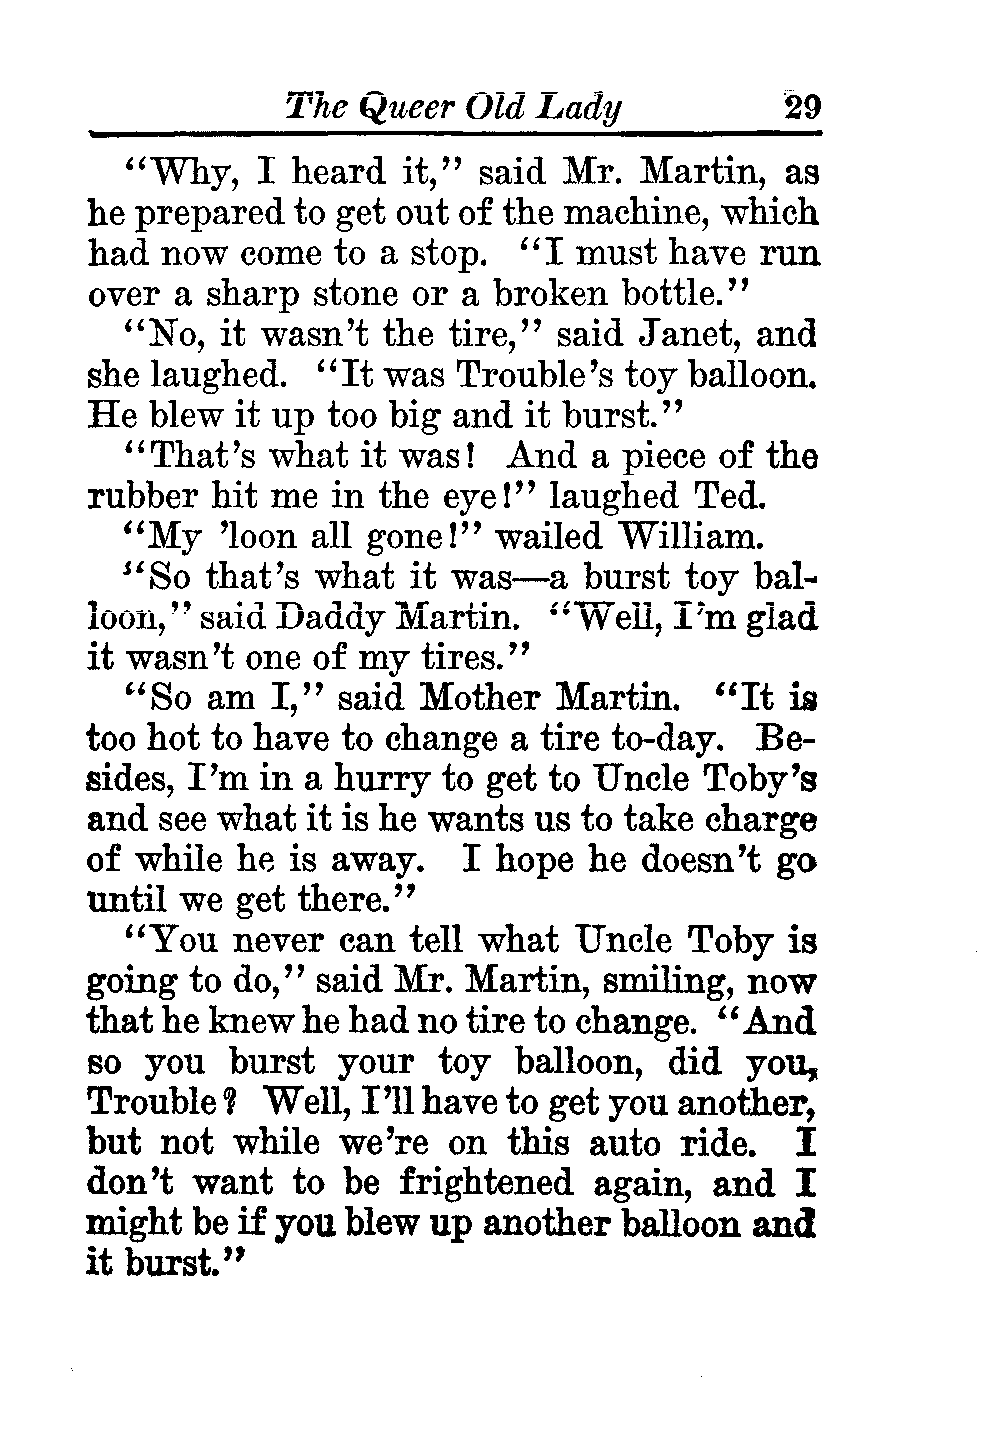 The Queer Old Lady 29
"Why, I heard it," said Mr. Martin, as
he prepared to get out of the machine, which
had now come to a stop. "I must have run
over a sharp stone or a broken bottle."
"No, it wasn't the tire," said Janet, and
she laughed. "It was Trouble's toy balloon.
He blew it up too big and it burst."
"That's what it was! And a piece of the
rubber hit me in the eye!" laughed Ted.
"My 'loon all gone!" wailed William.
"So that's what it was—a burst toy bal-
loon," said Daddy Martin. "Well, I'm glad
it wasn't one of my tires."
"So am I," said Mother Martin. "It is
too hot to have to change a tire to-day. Be-
sides, I'm in a hurry to get to Uncle Toby's
and see what it is he wants us to take charge
of while he is away. I hope he doesn't go
until we get there."
"You never can tell what Uncle Toby is
going to do," said Mr. Martin, smiling, now
that he knew he had no tire to change. "And
so you burst your toy balloon, did you,
Trouble? Well, I'll have to get you another,
but not while we're on this auto ride. I
don't want to be frightened again, and I
might be if you blew up another balloon and
it burst."